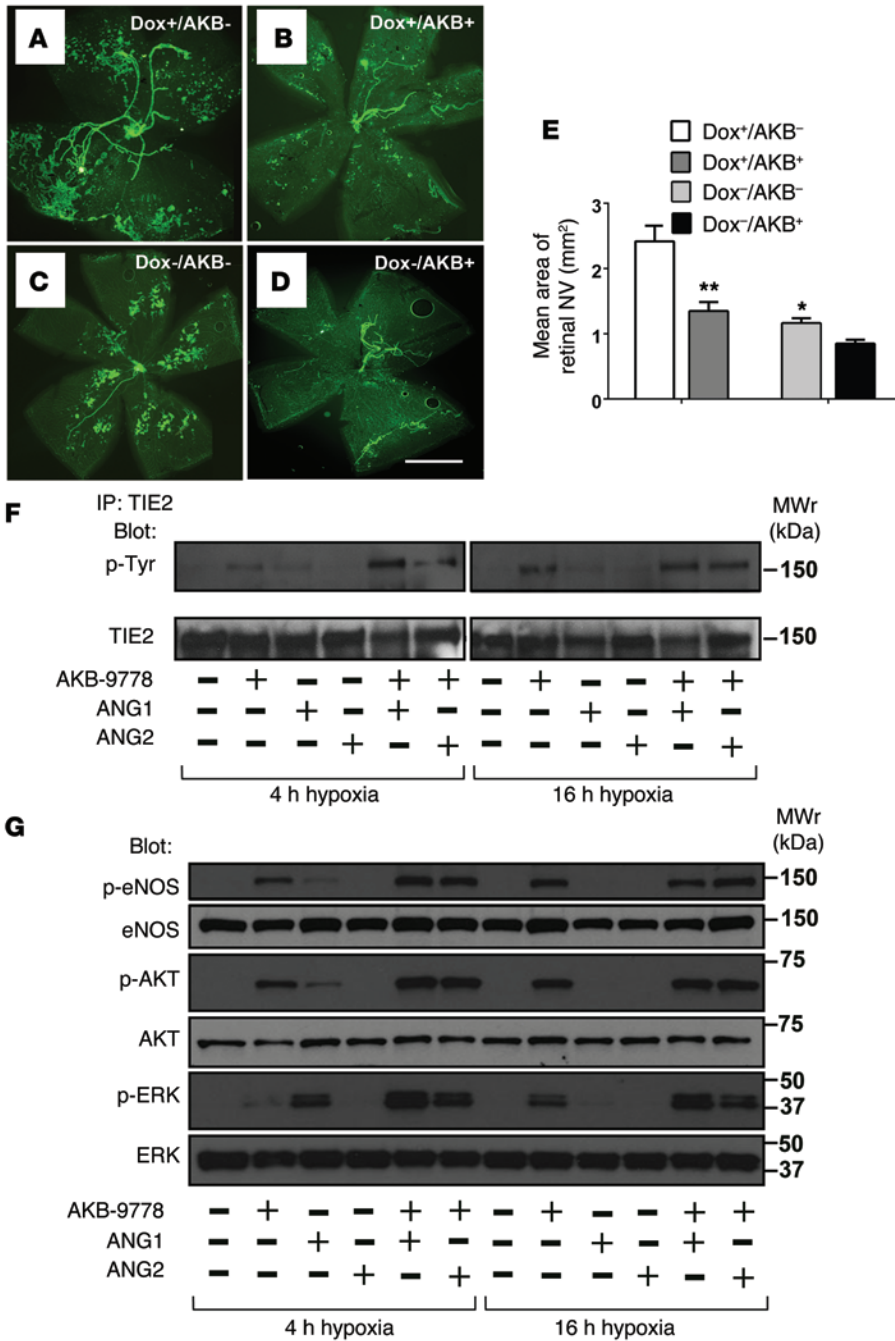 A Dox+/AKB-
B Dox+/AKB+
C Dox-/AKB-
D Dox-/AKB+
E
Dox⁺/AKB⁻
Dox⁺/AKB⁺
Dox⁻/AKB⁻
Dox⁻/AKB⁺
Mean area of
retinal NV (mm²)
3
2
1
0
**
*
F
IP: TIE2
Blot:
MWr
(kDa)
p-Tyr
–150
TIE2
–150
AKB-9778 – + – – + + – + – – + +
ANG1 – – + – + – – – + – + –
ANG2 – – – + – + – – – + – +
4 h hypoxia 16 h hypoxia
G
Blot:
MWr
(kDa)
p-eNOS
–150
eNOS
–150
–75
p-AKT
–75
AKT
–50
p-ERK
–37
–50
ERK
–37
AKB-9778 – + – – + + – + – – + +
ANG1 – – + – + – – – + – + –
ANG2 – – – + – + – – – + – +
4 h hypoxia 16 h hypoxia